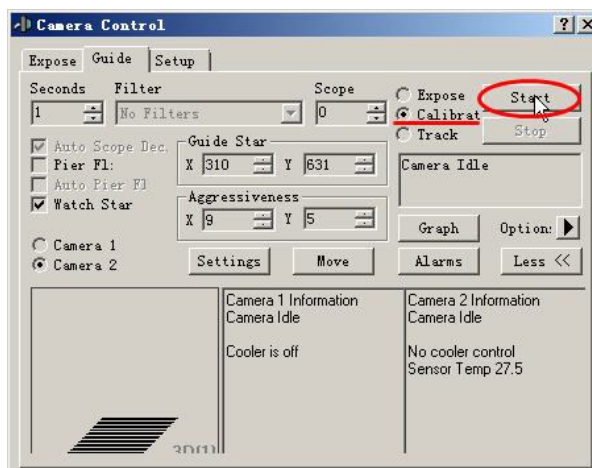 Camera Control
Expose Guide Setup
Seconds Filter Scope
1 No Filters 0
Expose
Calibrat
Track
Start
Stop
Auto Scope Dec.
Pier Fl:
Auto Pier Fl
Watch Star
Guide Star
X 310 Y 631
Aggressiveness
X 9 Y 5
Camera Idle
Graph Option:
Camera 1
Camera 2
Settings Move Alarms Less <<
Camera 1 Information
Camera Idle
Cooler is off
Camera 2 Information
Camera Idle
No cooler control
Sensor Temp 27.5